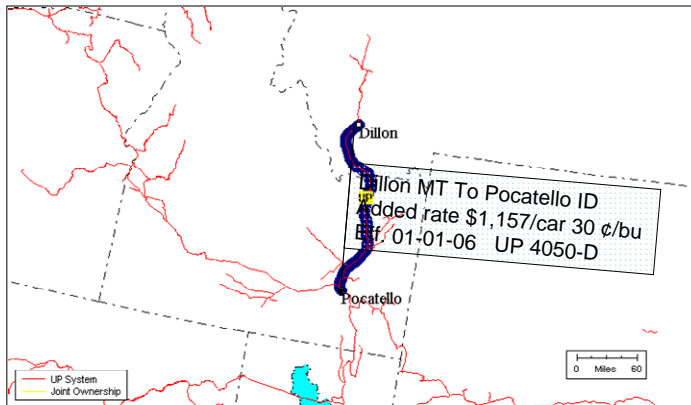 Dillon
Dillon MT To Pocatello ID
UP
Added rate $1,157/car 30 ¢/bu
Eff. 01-01-06 UP 4050-D
Pocatello
UP System
Joint Ownership
0 Miles 60